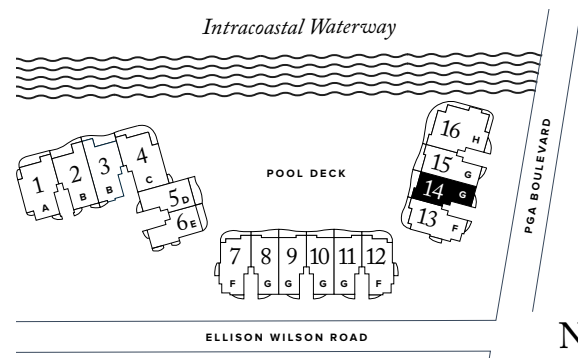 Intracoastal Waterway
16 H
15 G
14 G
13 F
4 C
3 B
2 B
1 A
5 D
6 E
POOL DECK
PGA BOULEVARD
7 F
8 G
9 G
10 G
11 G
12 F
ELLISON WILSON ROAD
N